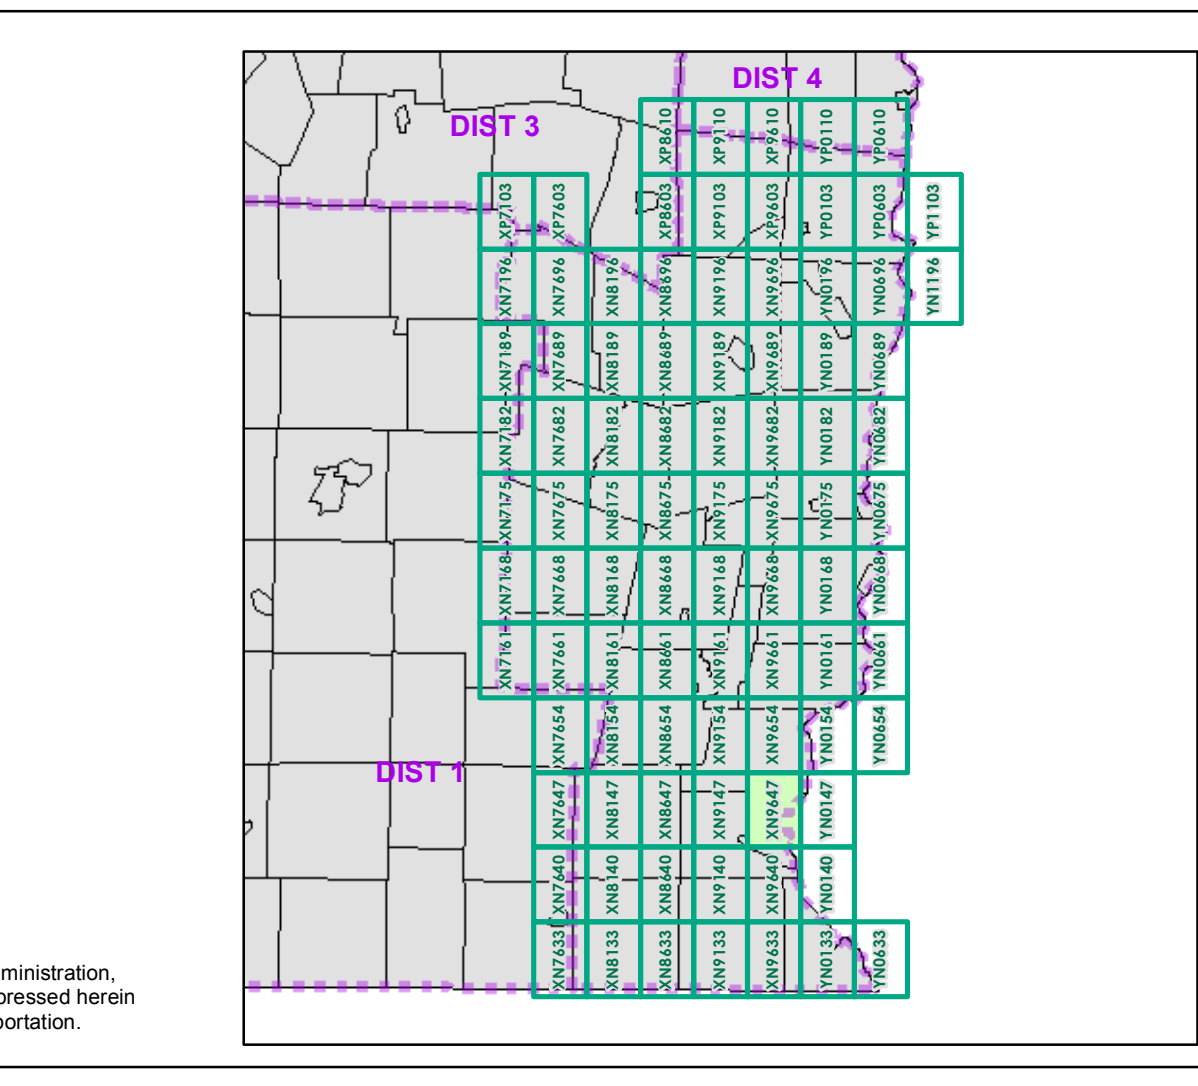 DIST 4
DIST 3
XP8610 XP9110 XP9610 YP0110 YP0610
XP7103 XP7603 XP8603 XP9103 XP9603 YP0103 YP0603 YP1103
XN7196 XN7696 XN8196 XN8696 XN9196 XN9696 YN0196 YN0696 YN1196
XN7189 XN7689 XN8189 XN8689 XN9189 XN9689 YN0189 YN0689
XN7182 XN7682 XN8182 XN8682 XN9182 XN9682 YN0182 YN0682
XN7175 XN7675 XN8175 XN8675 XN9175 XN9675 YN0175 YN0675
XN7168 XN7668 XN8168 XN8668 XN9168 XN9668 YN0168 YN0668
XN7161 XN7661 XN8161 XN8661 XN9161 XN9661 YN0161 YN0661
XN7654 XN8154 XN8654 XN9154 XN9654 YN0154 YN0654
DIST 1
XN7647 XN8147 XN8647 XN9147 XN9647 YN0147
XN7640 XN8140 XN8640 XN9140 XN9640 YN0140
XN7633 XN8133 XN8633 XN9133 XN9633 YN0133 YN0633
ministration,
pressed herein
portation.